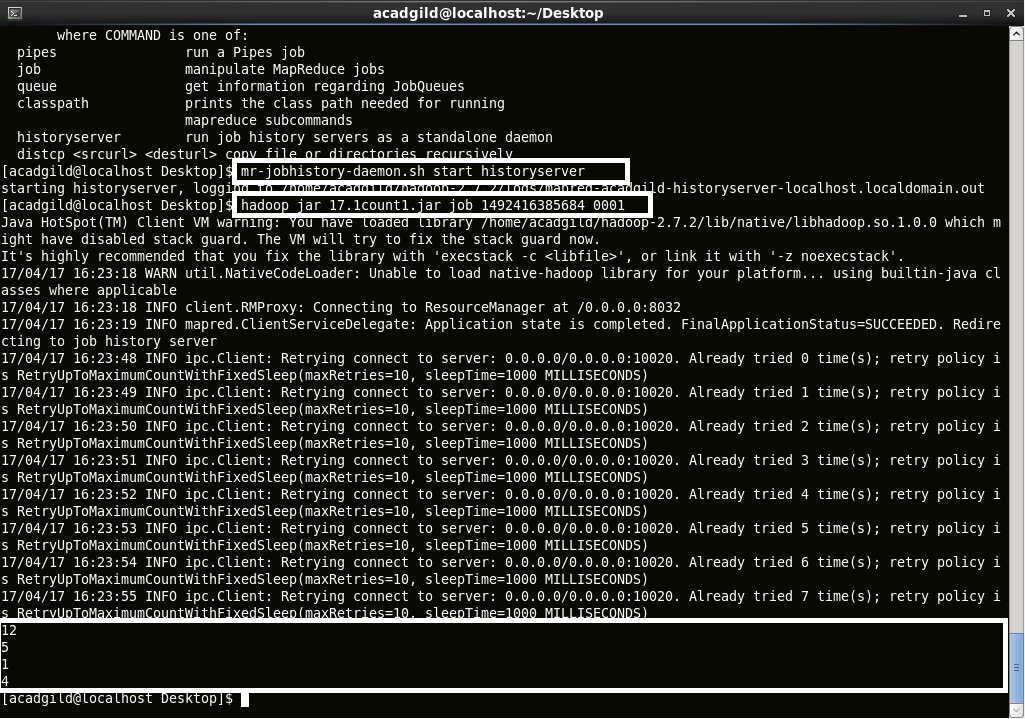 acadgild@localhost:~/Desktop
where COMMAND is one of:
pipes run a Pipes job
job manipulate MapReduce jobs
queue get information regarding JobQueues
classpath prints the class path needed for running
mapreduce subcommands
historyserver run job history servers as a standalone daemon
distcp <srcurl> <desturl> copy file or directories recursively
[acadgild@localhost Desktop]$ mr-jobhistory-daemon.sh start historyserver
starting historyserver, logging to /home/acadgild/hadoop-2.7.2/logs/mapred-acadgild-historyserver-localhost.localdomain.out
[acadgild@localhost Desktop]$ hadoop jar 17.1count1.jar job 1492416385684 0001
Java HotSpot(TM) Client VM warning: You have loaded library /home/acadgild/hadoop-2.7.2/lib/native/libhadoop.so.1.0.0 which m
ight have disabled stack guard. The VM will try to fix the stack guard now.
It's highly recommended that you fix the library with 'execstack -c <libfile>', or link it with '-z noexecstack'.
17/04/17 16:23:18 WARN util.NativeCodeLoader: Unable to load native-hadoop library for your platform... using builtin-java cl
asses where applicable
17/04/17 16:23:18 INFO client.RMProxy: Connecting to ResourceManager at /0.0.0.0:8032
17/04/17 16:23:19 INFO mapred.ClientServiceDelegate: Application state is completed. FinalApplicationStatus=SUCCEEDED. Redire
cting to job history server
17/04/17 16:23:48 INFO ipc.Client: Retrying connect to server: 0.0.0.0/0.0.0.0:10020. Already tried 0 time(s); retry policy i
s RetryUpToMaximumCountWithFixedSleep(maxRetries=10, sleepTime=1000 MILLISECONDS)
17/04/17 16:23:49 INFO ipc.Client: Retrying connect to server: 0.0.0.0/0.0.0.0:10020. Already tried 1 time(s); retry policy i
s RetryUpToMaximumCountWithFixedSleep(maxRetries=10, sleepTime=1000 MILLISECONDS)
17/04/17 16:23:50 INFO ipc.Client: Retrying connect to server: 0.0.0.0/0.0.0.0:10020. Already tried 2 time(s); retry policy i
s RetryUpToMaximumCountWithFixedSleep(maxRetries=10, sleepTime=1000 MILLISECONDS)
17/04/17 16:23:51 INFO ipc.Client: Retrying connect to server: 0.0.0.0/0.0.0.0:10020. Already tried 3 time(s); retry policy i
s RetryUpToMaximumCountWithFixedSleep(maxRetries=10, sleepTime=1000 MILLISECONDS)
17/04/17 16:23:52 INFO ipc.Client: Retrying connect to server: 0.0.0.0/0.0.0.0:10020. Already tried 4 time(s); retry policy i
s RetryUpToMaximumCountWithFixedSleep(maxRetries=10, sleepTime=1000 MILLISECONDS)
17/04/17 16:23:53 INFO ipc.Client: Retrying connect to server: 0.0.0.0/0.0.0.0:10020. Already tried 5 time(s); retry policy i
s RetryUpToMaximumCountWithFixedSleep(maxRetries=10, sleepTime=1000 MILLISECONDS)
17/04/17 16:23:54 INFO ipc.Client: Retrying connect to server: 0.0.0.0/0.0.0.0:10020. Already tried 6 time(s); retry policy i
s RetryUpToMaximumCountWithFixedSleep(maxRetries=10, sleepTime=1000 MILLISECONDS)
17/04/17 16:23:55 INFO ipc.Client: Retrying connect to server: 0.0.0.0/0.0.0.0:10020. Already tried 7 time(s); retry policy i
s RetryUpToMaximumCountWithFixedSleep(maxRetries=10, sleepTime=1000 MILLISECONDS)
12
5
1
4
[acadgild@localhost Desktop]$